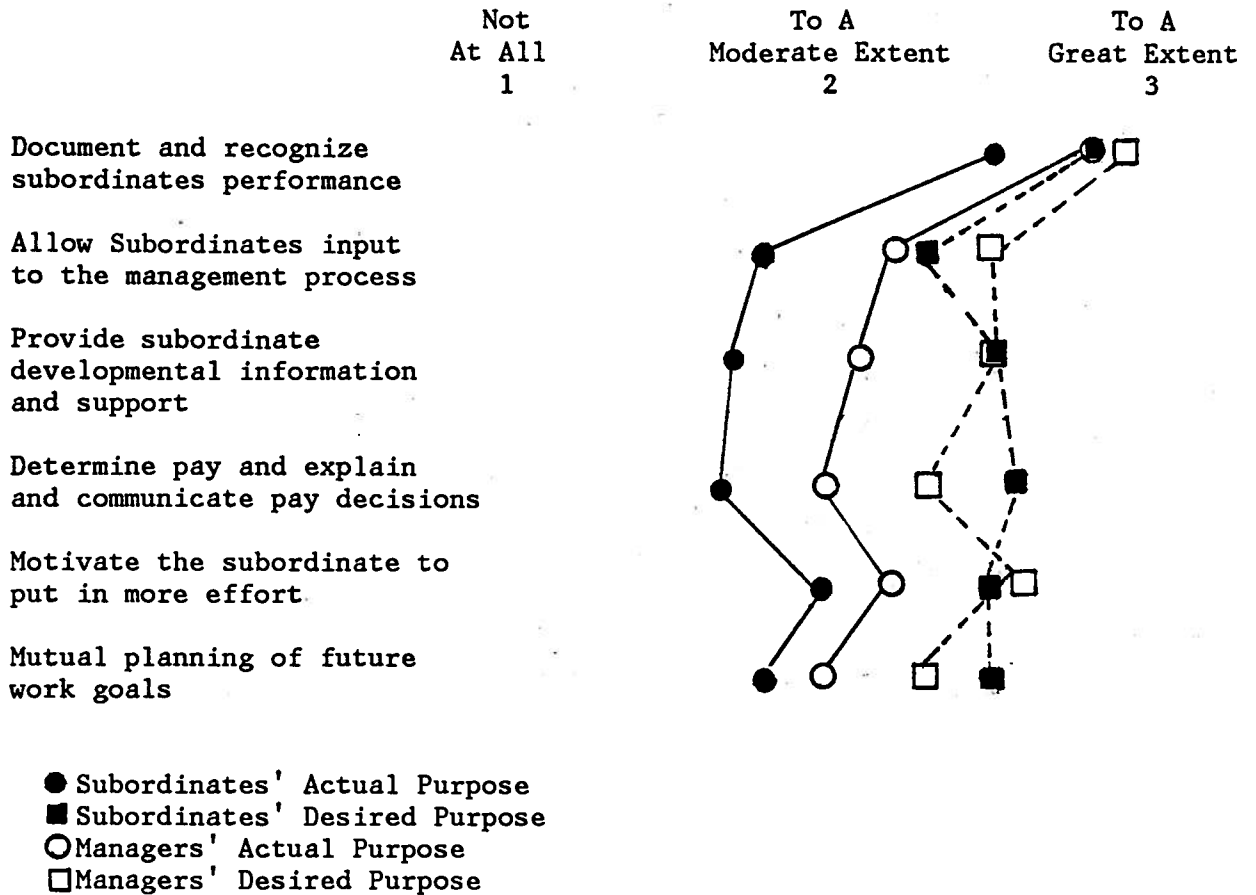 Not To A To A
At All Moderate Extent Great Extent
1 2 3
Document and recognize
subordinates performance
Allow Subordinates input
to the management process
Provide subordinate
developmental information
and support
Determine pay and explain
and communicate pay decisions
Motivate the subordinate to
put in more effort
Mutual planning of future
work goals
Subordinates' Actual Purpose
Subordinates' Desired Purpose
Managers' Actual Purpose
Managers' Desired Purpose